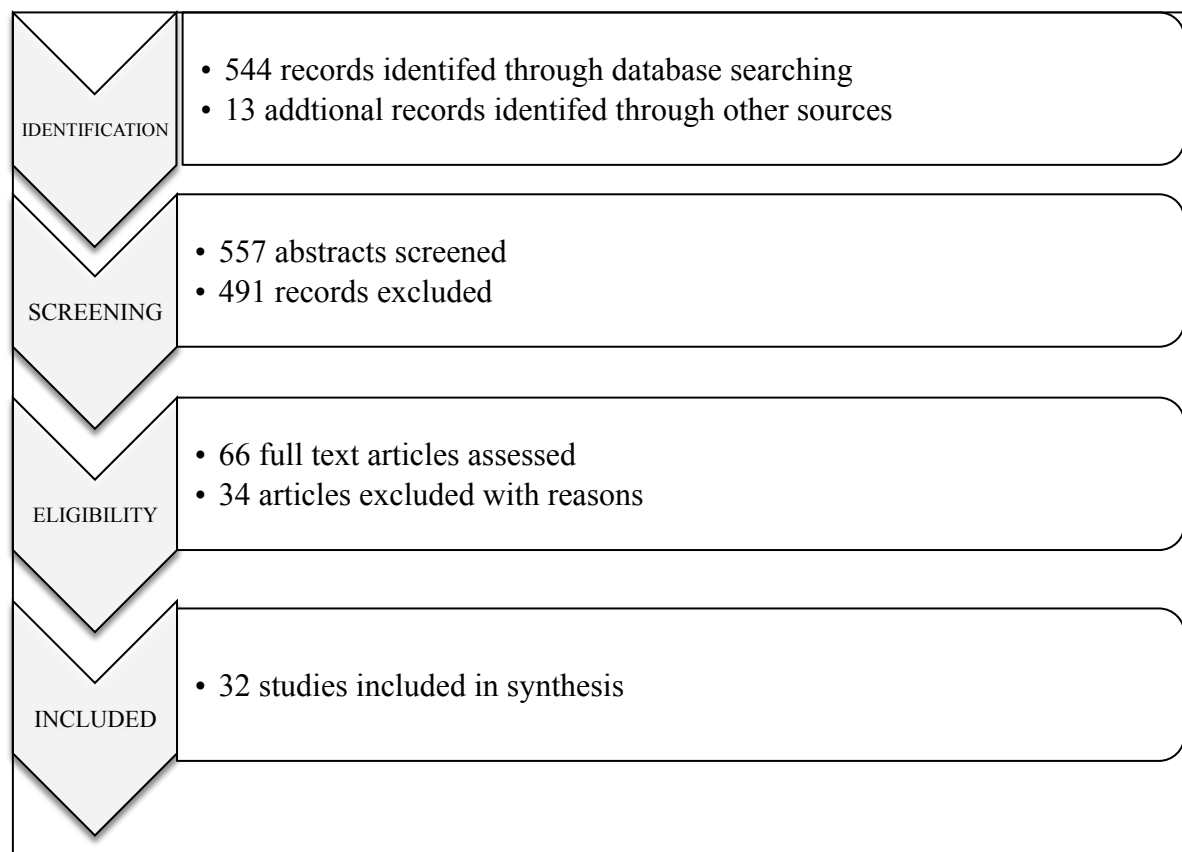 IDENTIFICATION
• 544 records identifed through database searching
• 13 addtional records identifed through other sources
SCREENING
• 557 abstracts screened
• 491 records excluded
ELIGIBILITY
• 66 full text articles assessed
• 34 articles excluded with reasons
INCLUDED
• 32 studies included in synthesis